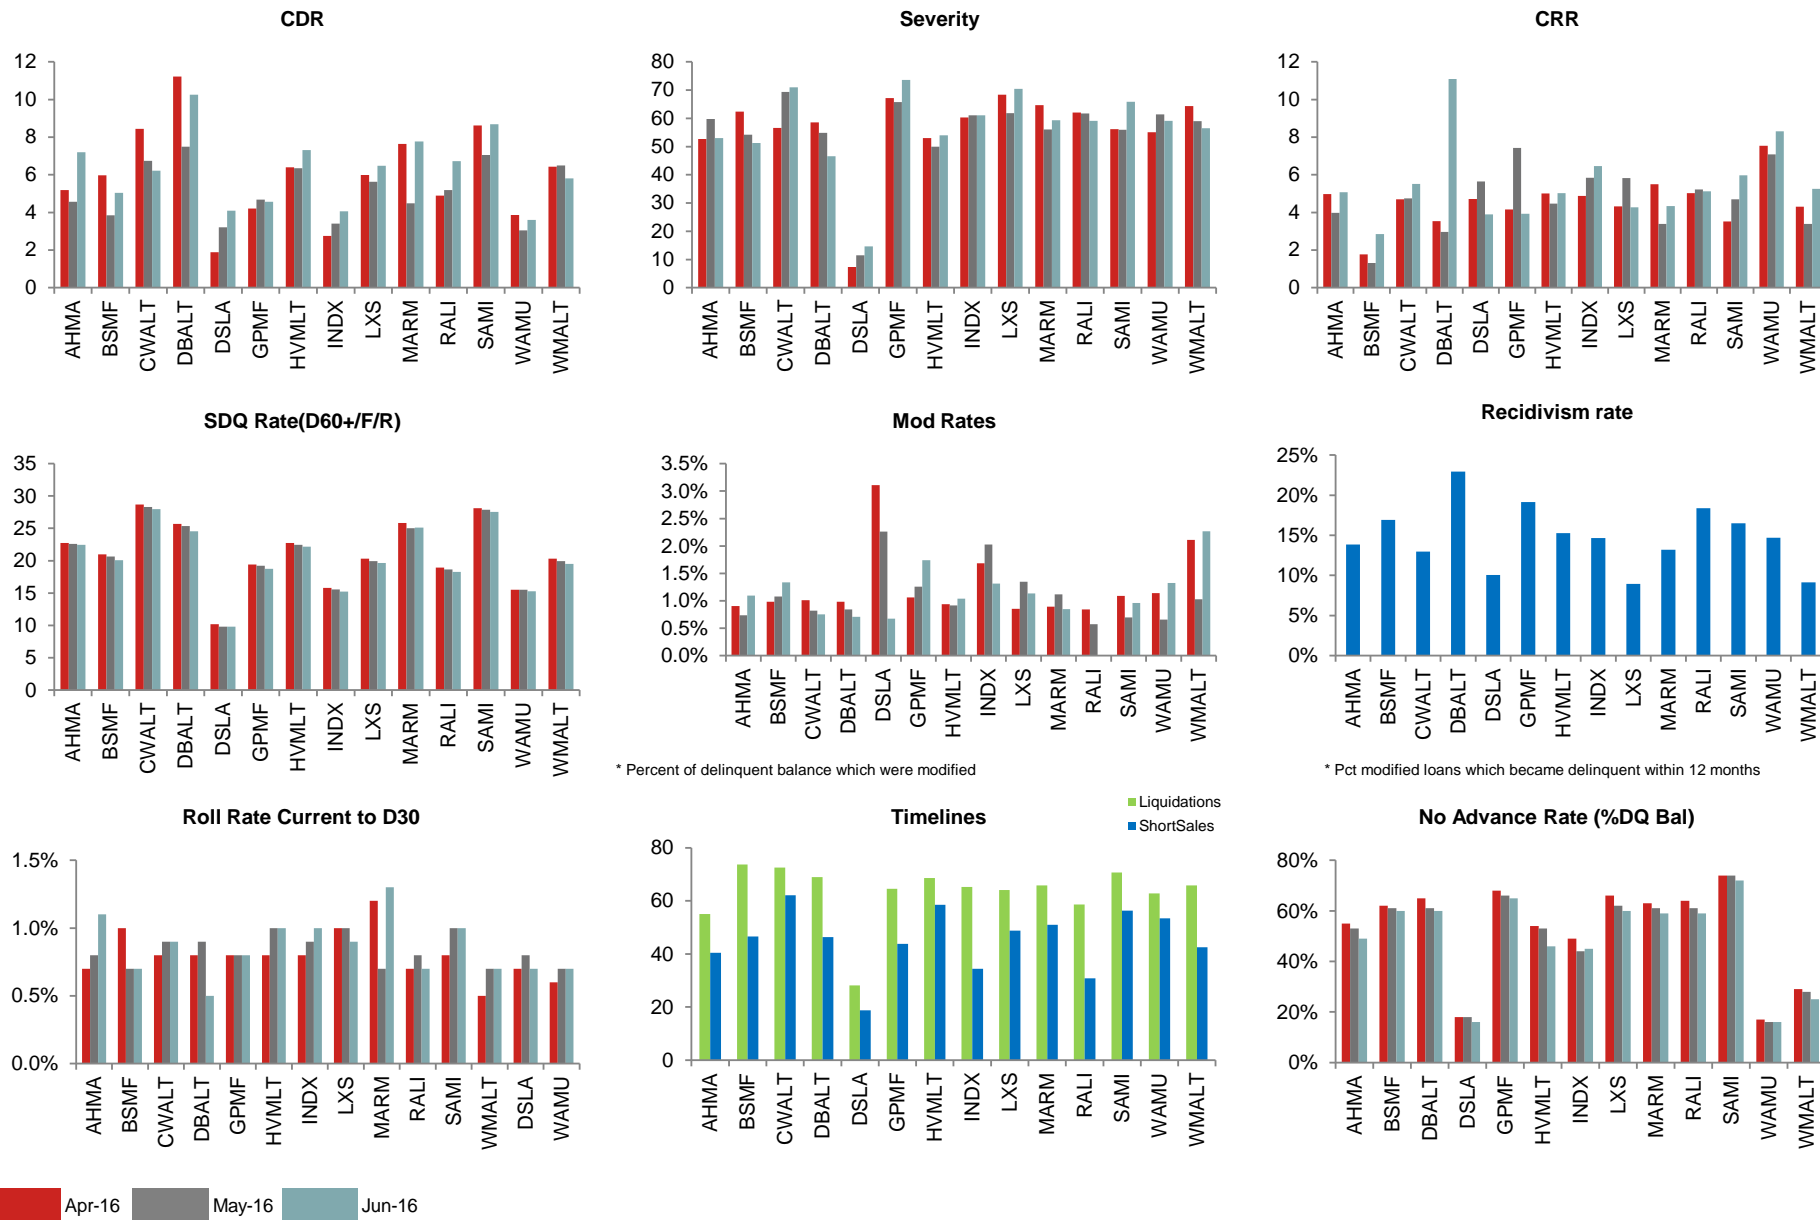 CDR
12
10
8
6
4
2
0
AHMA
BSMF
CWALT
DBALT
DSLA
GPMF
HVMLT
INDX
LXS
MARM
RALI
SAMI
WAMU
WMALT
Severity
80
70
60
50
40
30
20
10
0
AHMA
BSMF
CWALT
DBALT
DSLA
GPMF
HVMLT
INDX
LXS
MARM
RALI
SAMI
WAMU
WMALT
CRR
12
10
8
6
4
2
0
AHMA
BSMF
CWALT
DBALT
DSLA
GPMF
HVMLT
INDX
LXS
MARM
RALI
SAMI
WAMU
WMALT
SDQ Rate(D60+/F/R)
35
30
25
20
15
10
5
0
AHMA
BSMF
CWALT
DBALT
DSLA
GPMF
HVMLT
INDX
LXS
MARM
RALI
SAMI
WAMU
WMALT
Mod Rates
3.5%
3.0%
2.5%
2.0%
1.5%
1.0%
0.5%
0.0%
AHMA
BSMF
CWALT
DBALT
DSLA
GPMF
HVMLT
INDX
LXS
MARM
RALI
SAMI
WAMU
WMALT
* Percent of delinquent balance which were modified
Recidivism rate
25%
20%
15%
10%
5%
0%
AHMA
BSMF
CWALT
DBALT
DSLA
GPMF
HVMLT
INDX
LXS
MARM
RALI
SAMI
WAMU
WMALT
* Pct modified loans which became delinquent within 12 months
Roll Rate Current to D30
1.5%
1.0%
0.5%
0.0%
AHMA
BSMF
CWALT
DBALT
GPMF
HVMLT
INDX
LXS
MARM
RALI
SAMI
WMALT
DSLA
WAMU
Timelines
Liquidations
ShortSales
80
60
40
20
0
AHMA
BSMF
CWALT
DBALT
DSLA
GPMF
HVMLT
INDX
LXS
MARM
RALI
SAMI
WAMU
WMALT
No Advance Rate (%DQ Bal)
80%
60%
40%
20%
0%
AHMA
BSMF
DBALT
DSLA
GPMF
HVMLT
INDX
LXS
MARM
RALI
SAMI
WAMU
WMALT
Apr-16
May-16
Jun-16